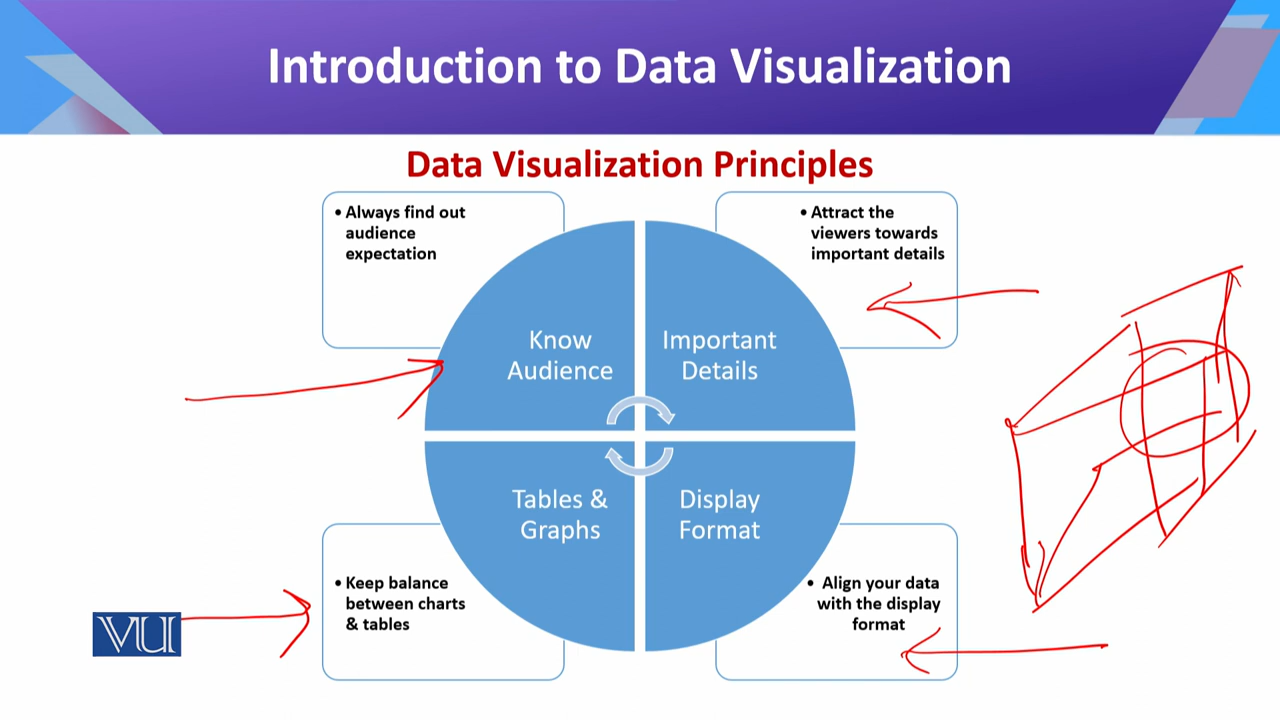 Introduction to Data Visualization
Data Visualization Principles
• Always find out
audience
expectation
• Attract the
viewers towards
important details
Know
Audience
Important
Details
Tables &
Graphs
Display
Format
• Keep balance
between charts
& tables
• Align your data
with the display
format
VU